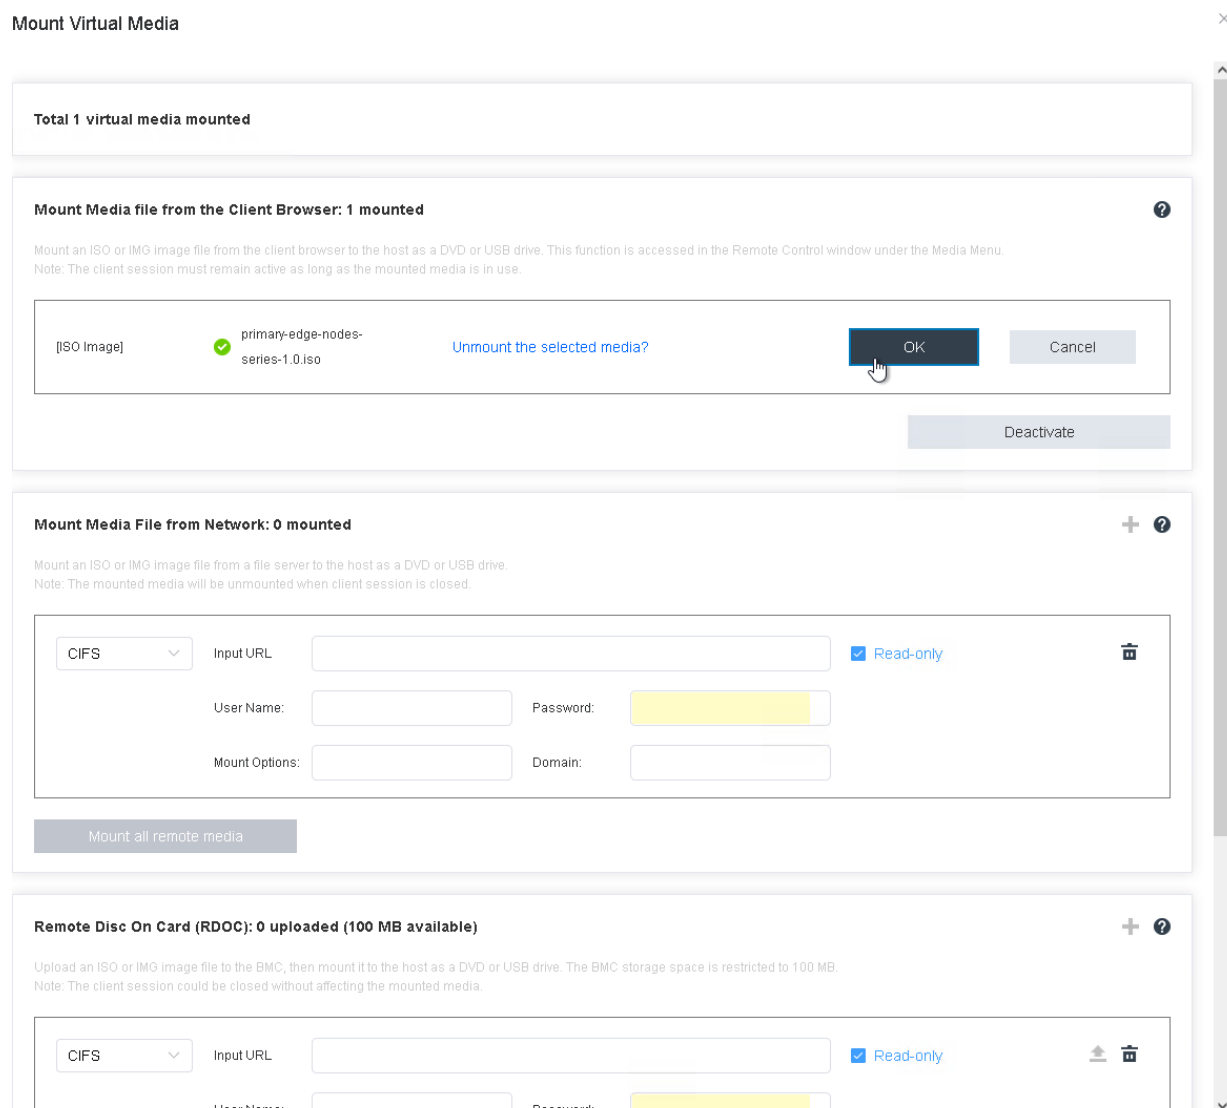 Mount Virtual Media
Total 1 virtual media mounted
Mount Media file from the Client Browser: 1 mounted
Mount an ISO or IMG image file from the client browser to the host as a DVD or USB drive. This function is accessed in the Remote Control window under the Media Menu.
Note: The client session must remain active as long as the mounted media is in use.
[ISO Image]
primary-edge-nodes-
series-1.0.iso
Unmount the selected media?
OK
Cancel
Deactivate
Mount Media File from Network: 0 mounted
Mount an ISO or IMG image file from a file server to the host as a DVD or USB drive.
Note: The mounted media will be unmounted when client session is closed.
CIFS
Input URL
Read-only
User Name:
Password:
Mount Options:
Domain:
Mount all remote media
Remote Disc On Card (RDOC): 0 uploaded (100 MB available)
Upload an ISO or IMG image file to the BMC, then mount it to the host as a DVD or USB drive. The BMC storage space is restricted to 100 MB.
Note: The client session could be closed without affecting the mounted media.
CIFS
Input URL
Read-only
User Name:
Password: